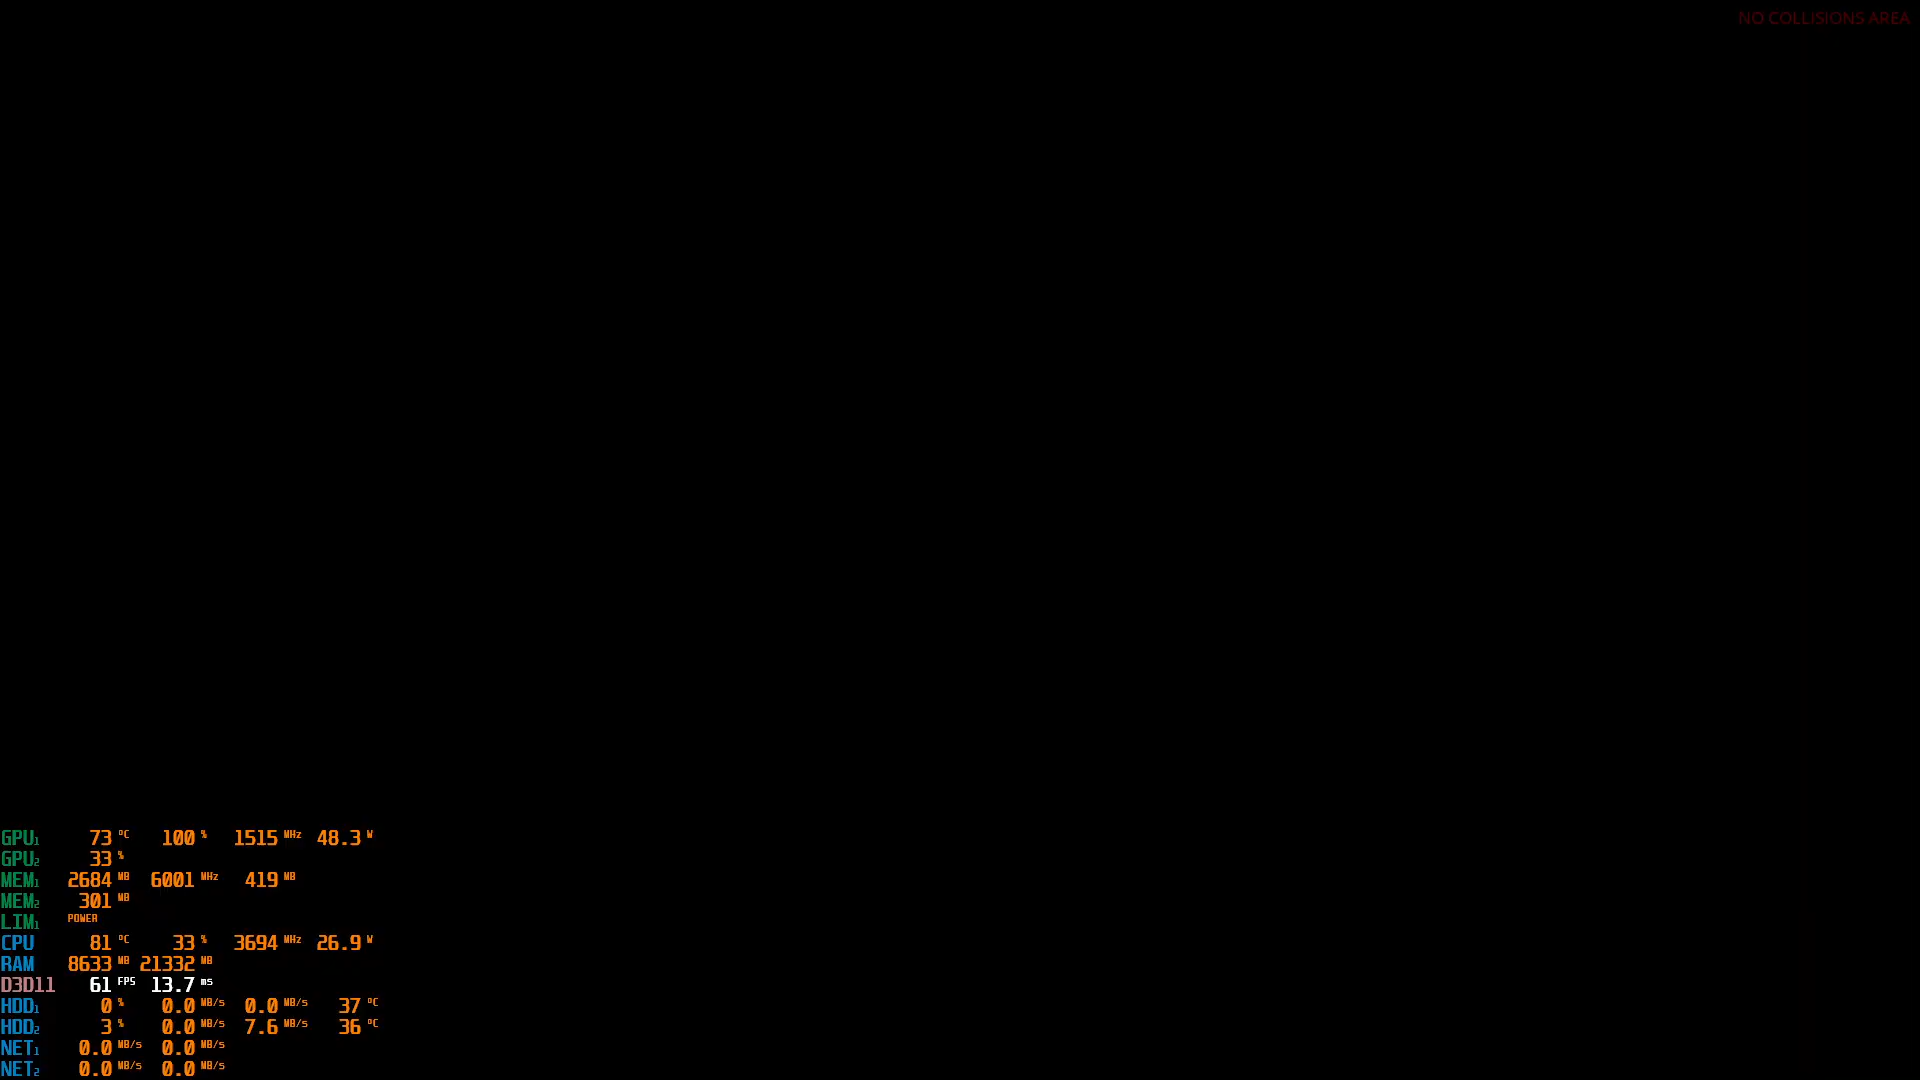 NO COLLISIONS AREA
GPU1 73 °C 100 % 1515 MHz 48.3 W
GPU2 33 %
MEM1 2684 MB 6001 MHz 419 MB
MEM2 301 MB
LIM1 POWER
CPU 81 °C 33 % 3694 MHz 26.9 W
RAM 8633 MB 21332 MB
D3D11 61 FPS 13.7 ms
HDD1 0 % 0.0 MB/s 0.0 MB/s 37 °C
HDD2 3 % 0.0 MB/s 7.6 MB/s 36 °C
NET1 0.0 MB/s 0.0 MB/s
NET2 0.0 MB/s 0.0 MB/s